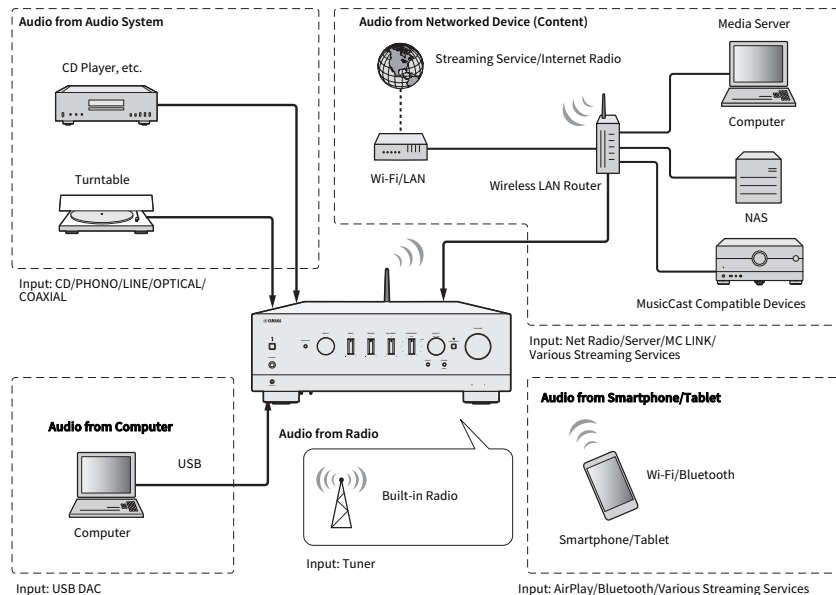 Audio from Audio System
CD Player, etc.
Turntable
Input: CD/PHONO/LINE/OPTICAL/
COAXIAL
Audio from Networked Device (Content)
Streaming Service/Internet Radio
Wi-Fi/LAN
Wireless LAN Router
Media Server
Computer
NAS
MusicCast Compatible Devices
Input: Net Radio/Server/MC LINK/
Various Streaming Services
YAMAHA
Audio from Computer
USB
Computer
Input: USB DAC
Audio from Radio
Built-in Radio
Input: Tuner
Audio from Smartphone/Tablet
Wi-Fi/Bluetooth
Smartphone/Tablet
Input: AirPlay/Bluetooth/Various Streaming Services